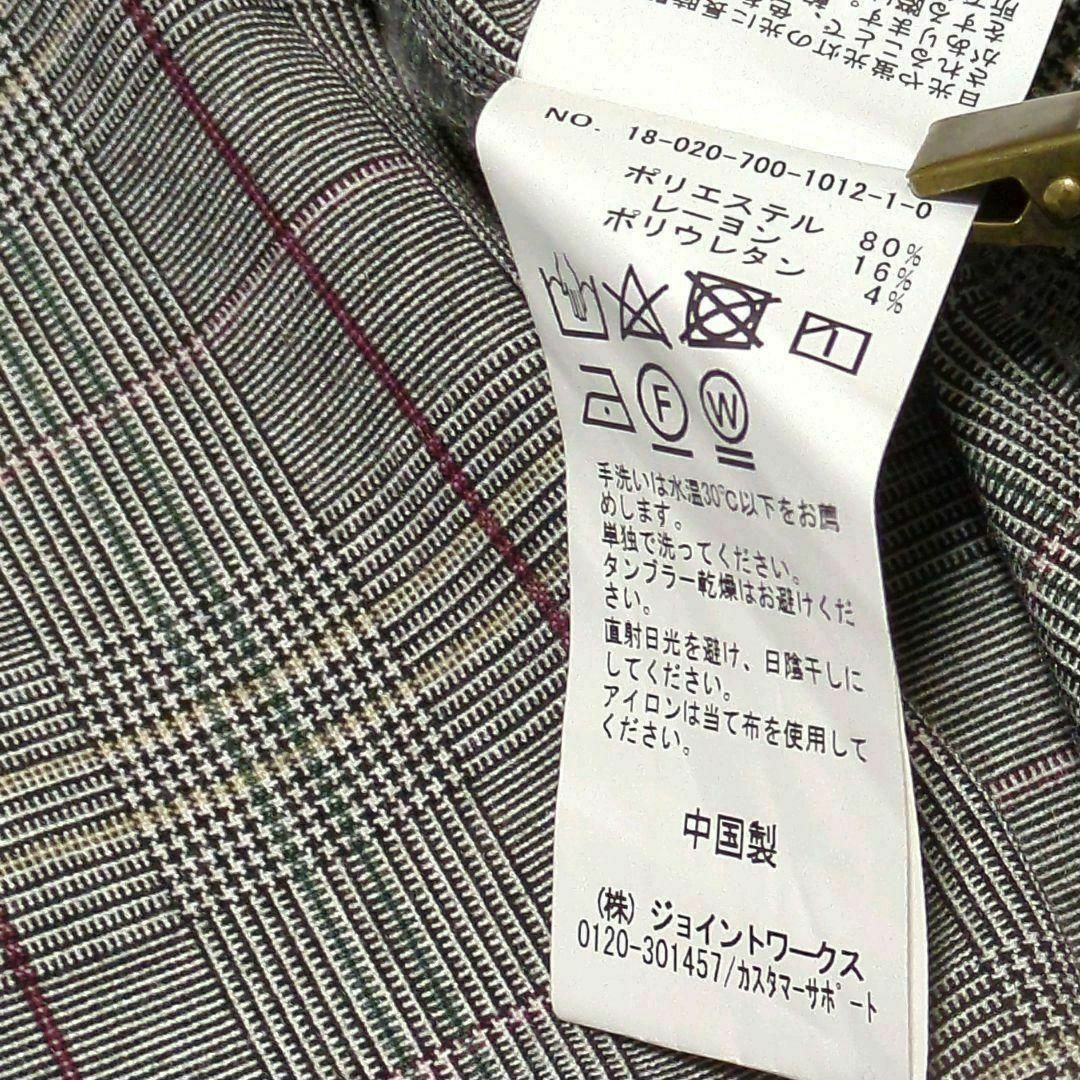 NO. 18-020-700-1012-1-0
ポリエステル 80%
レーヨン 16%
ポリウレタン 4%
F W
手洗いは水温30℃以下をお薦
めします。
単独で洗ってください。
タンブラー乾燥はお避けくだ
さい。
直射日光を避け、日陰干しに
してください。
アイロンは当て布を使用して
ください。
中国製
(株)ジョイントワークス
0120-301457/カスタマーサポート